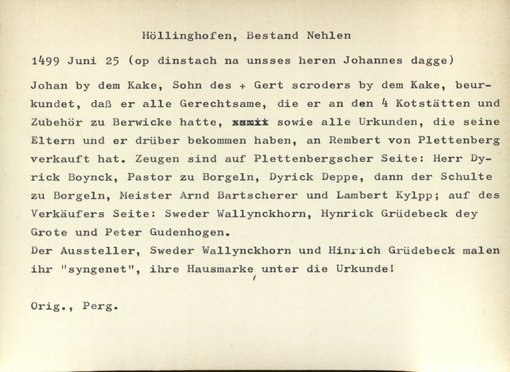 Höllinghofen, Bestand Nehlen
1499 Juni 25 (op dinstach na unsses heren Johannes dagge)
Johan by dem Kake, Sohn des + Gert scroders by dem Kake, beur-
kundet, daß er alle Gerechtsame, die er an den 4 Kotstätten und
Zubehör zu Berwicke hatte, sowie alle Urkunden, die seine
Eltern und er drüber bekommen haben, an Rembert von Plettenberg
verkauft hat. Zeugen sind auf Plettenbergscher Seite: Herr Dy-
rick Boynck, Pastor zu Borgeln, Dyrick Deppe, dann der Schulte
zu Borgeln, Meister Arnd Bartscherer und Lambert Kylpp; auf des
Verkäufers Seite: Sweder Wallynckhorn, Hynrick Grüdebeck dey
Grote und Peter Gudenhogen.
Der Aussteller, Sweder Wallynckhorn und Hinrich Grüdebeck malen
ihr "syngenet", ihre Hausmarke, unter die Urkunde!
Orig., Perg.